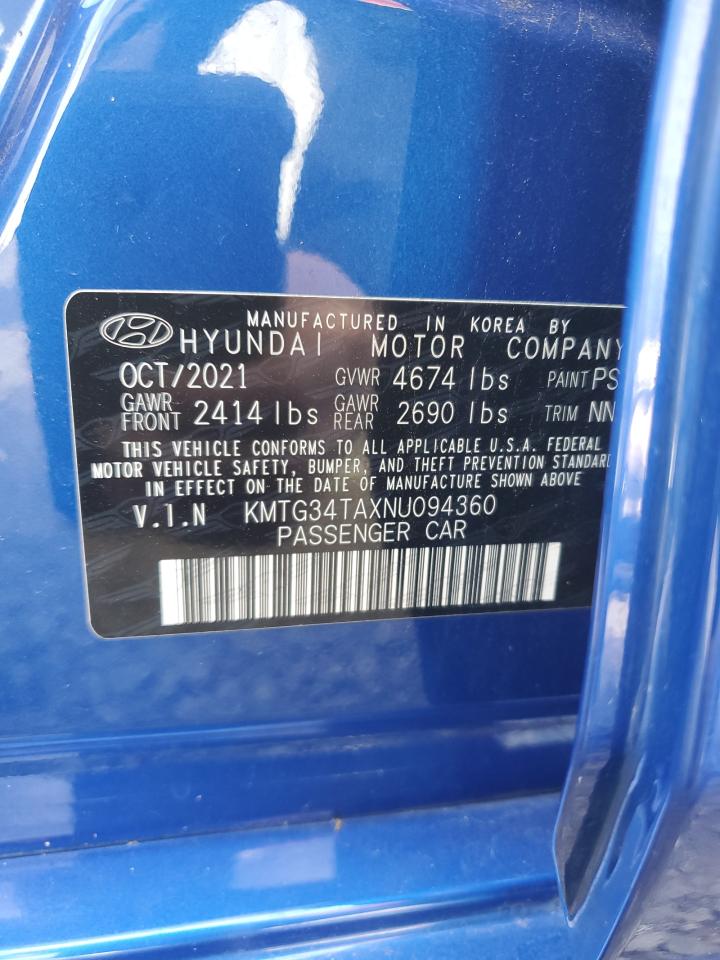 MANUFACTURED IN KOREA BY
HYUNDAI MOTOR COMPANY
OCT/2021 GVWR 4674 lbs PAINT PS
GAWR FRONT 2414 lbs GAWR REAR 2690 lbs TRIM NN
THIS VEHICLE CONFORMS TO ALL APPLICABLE U.S.A. FEDERAL
MOTOR VEHICLE SAFETY, BUMPER, AND THEFT PREVENTION STANDARD
IN EFFECT ON THE DATE OF MANUFACTURE SHOWN ABOVE
V.I.N KMTG34TAXNU094360
PASSENGER CAR